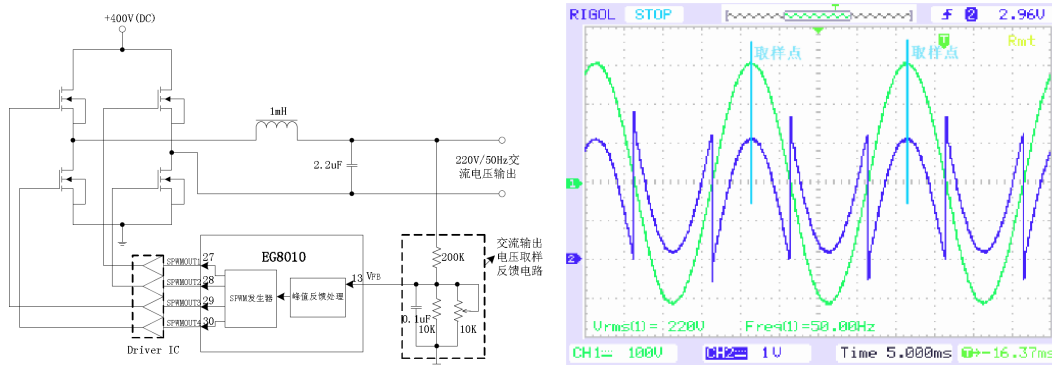 +400V(DC)
1mH
2.2uF
220V/50Hz交
流电压输出
交流输出
电压取样
反馈电路
EG8010
SPWMOUT1
27
SPWMOUT2
28
SPWMOUT3
29
SPWMOUT4
30
SPWM发生器
峰值反馈处理
13
VFB
200K
0.1uF
10K
10K
Driver IC
RIGOL
STOP
2
2.96V
T
Rmt
取样点
取样点
1
2
Vrms(1)= 220V
Freq(1)=50.00Hz
CH1 100V
CH2 1V
Time 5.000ms
T→-16.37ms